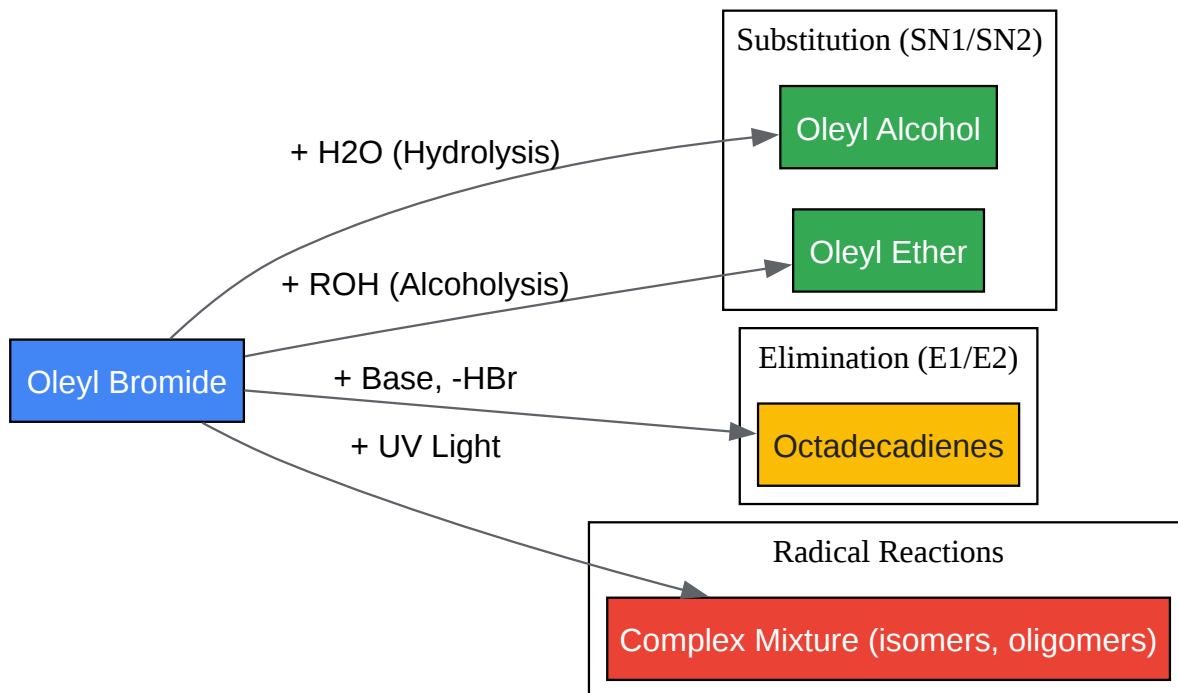 Substitution (SN1/SN2)
Oleyl Alcohol
+ H2O (Hydrolysis)
Oleyl Ether
+ ROH (Alcoholysis)
Oleyl Bromide
Elimination (E1/E2)
+ Base, -HBr
Octadecadienes
+ UV Light
Radical Reactions
Complex Mixture (isomers, oligomers)